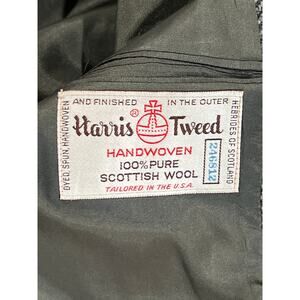 AND FINISHED IN THE OUTER
DYED, SPUN, HANDWOVEN
HEBRIDES OF SCOTLAND
®
Harris Tweed
HANDWOVEN
100% PURE
SCOTTISH WOOL
TAILORED IN THE U.S.A.
246812